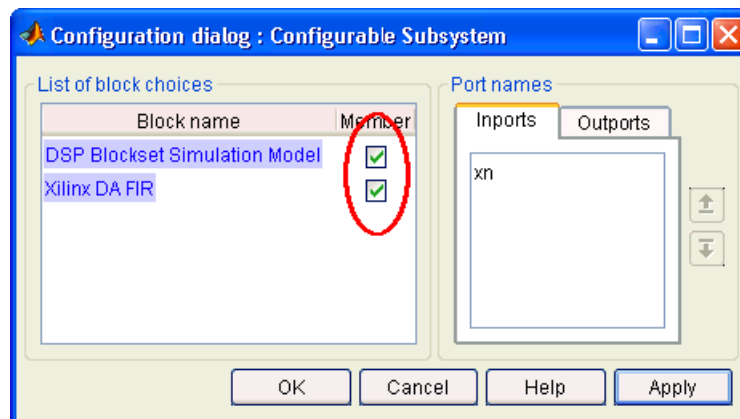 Configuration dialog : Configurable Subsystem
List of block choices
Block name Member
DSP Blockset Simulation Model
Xilinx DA FIR
Port names
Inports Outports
xn
OK Cancel Help Apply